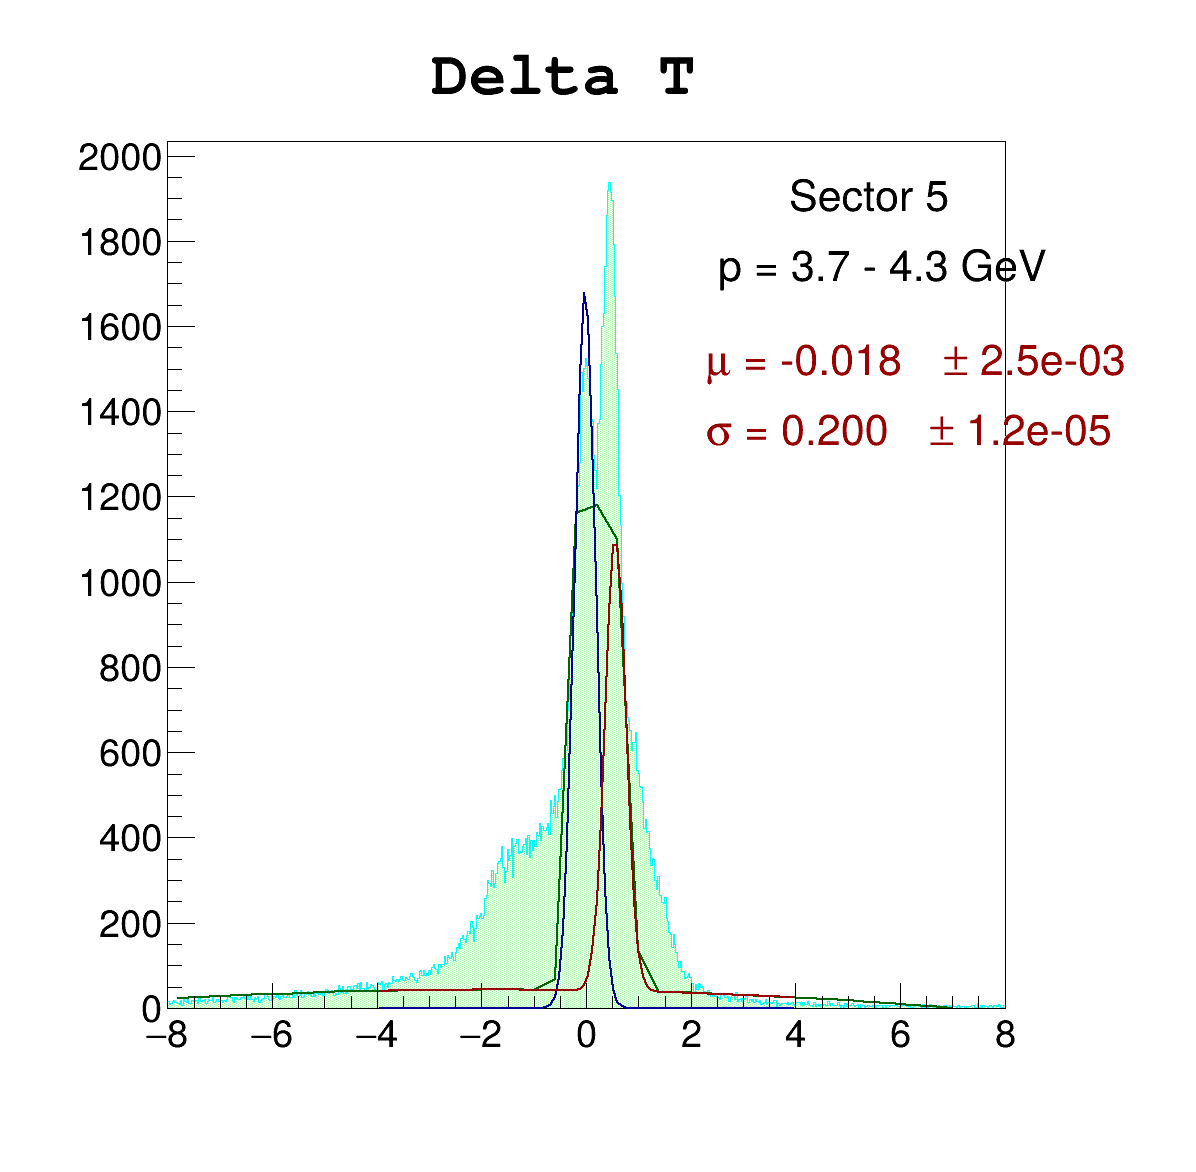 Delta T
2000
1800
1600
1400
1200
1000
800
600
400
200
0
Sector 5
p = 3.7 - 4.3 GeV
μ = -0.018 ± 2.5e-03
σ = 0.200 ± 1.2e-05
−8 −6 −4 −2 0 2 4 6 8